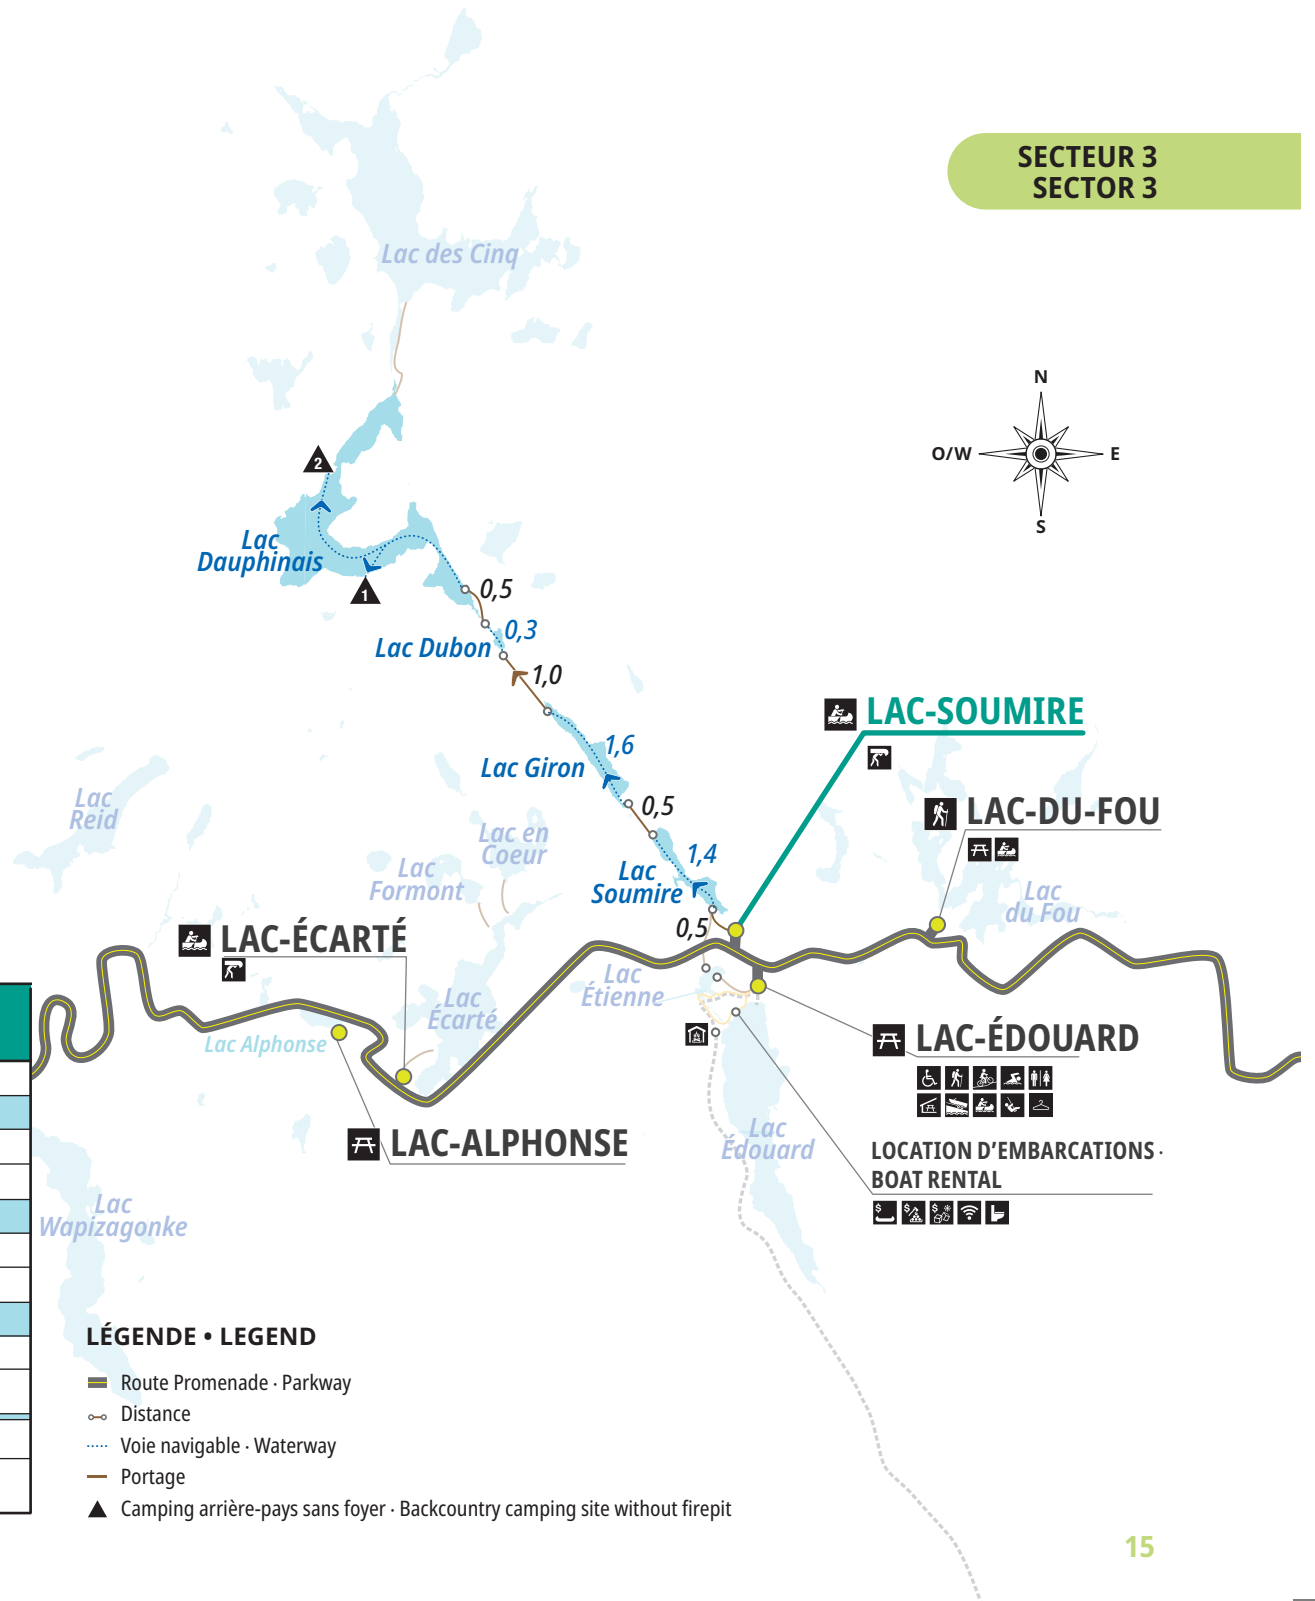 SECTEUR 3
SECTOR 3
Lac des Cinq
N
O/W
E
S
2
Lac
Dauphinais
1
0,5
0,3
Lac Dubon
1,0
LAC-SOUMIRE
1,6
Lac Giron
Lac
Reid
0,5
LAC-DU-FOU
Lac en
Coeur
Lac
Formont
1,4
Lac
Soumire
Lac
du Fou
0,5
LAC-ÉCARTÉ
Lac
Étienne
Lac
Écarté
Lac Alphonse
LAC-ÉDOUARD
LAC-ALPHONSE
Lac
Édouard
LOCATION D'EMBARCATIONS ·
BOAT RENTAL
$
$
$
Lac
Wapizagonke
LÉGENDE • LEGEND
Route Promenade · Parkway
Distance
Voie navigable · Waterway
Portage
Camping arrière-pays sans foyer · Backcountry camping site without firepit
15